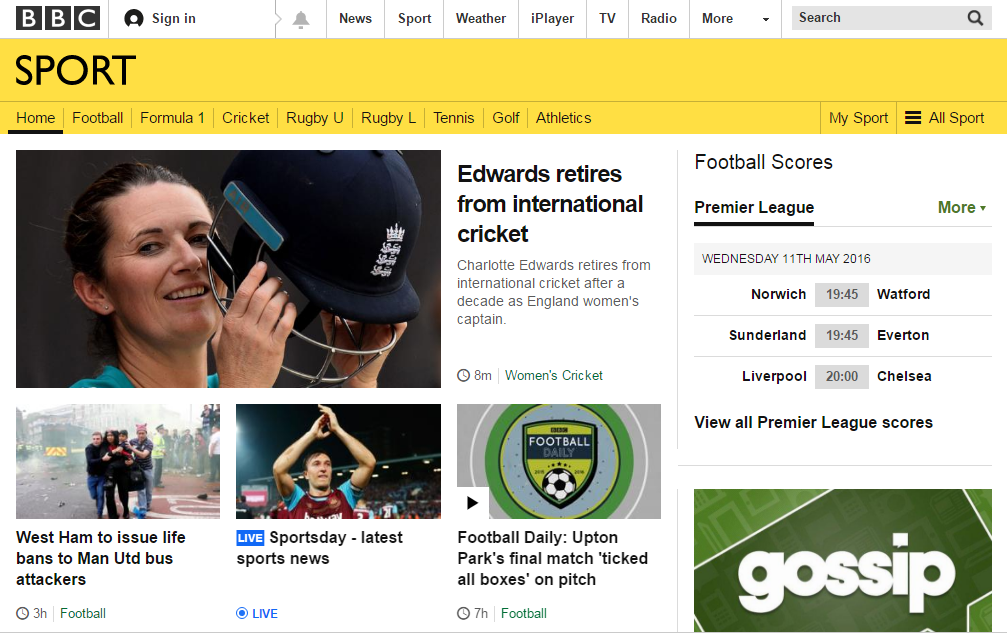 BBC
Sign in
News
Sport
Weather
iPlayer
TV
Radio
More
Search
SPORT
Home
Football
Formula 1
Cricket
Rugby U
Rugby L
Tennis
Golf
Athletics
My Sport
All Sport
Edwards retires
from international
cricket
Charlotte Edwards retires from
international cricket after a
decade as England women's
captain.
8m
Women's Cricket
West Ham to issue life
bans to Man Utd bus
attackers
3h
Football
LIVE Sportsday - latest
sports news
LIVE
BBC
FOOTBALL
DAILY
Football Daily: Upton
Park's final match 'ticked
all boxes' on pitch
7h
Football
Football Scores
Premier League
More
WEDNESDAY 11TH MAY 2016
Norwich 19:45 Watford
Sunderland 19:45 Everton
Liverpool 20:00 Chelsea
View all Premier League scores
gossip